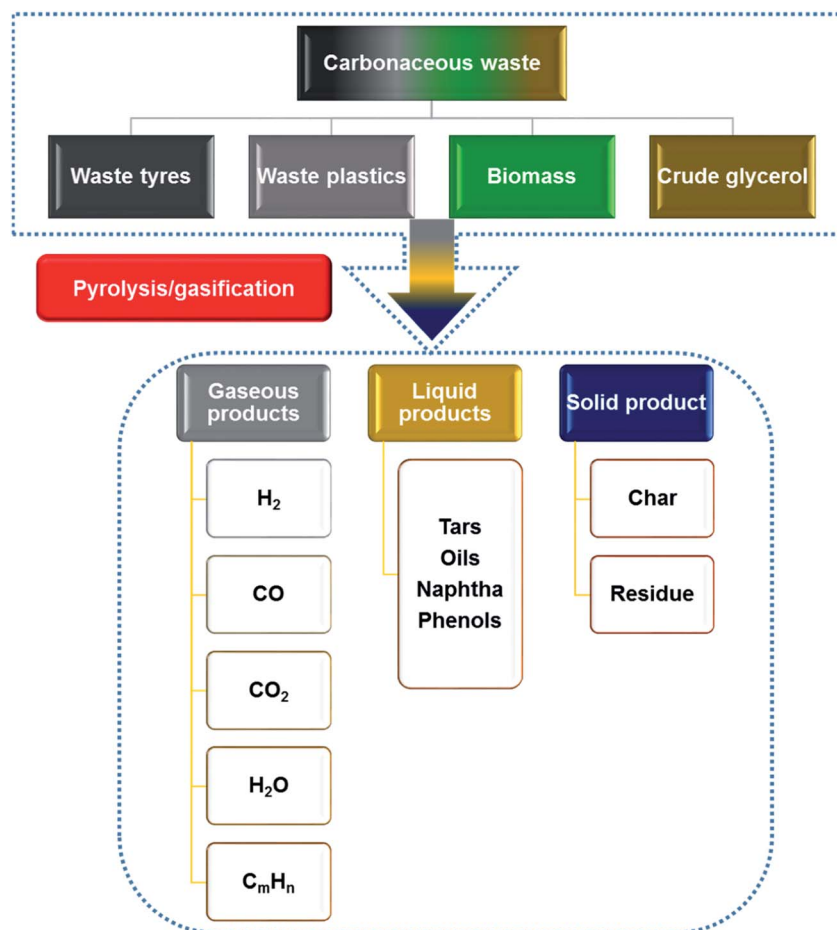 Carbonaceous waste
Waste tyres
Waste plastics
Biomass
Crude glycerol
Pyrolysis/gasification
Gaseous
products
Liquid
products
Solid product
H₂
CO
CO₂
H₂O
CₘHₙ
Tars
Oils
Naphtha
Phenols
Char
Residue